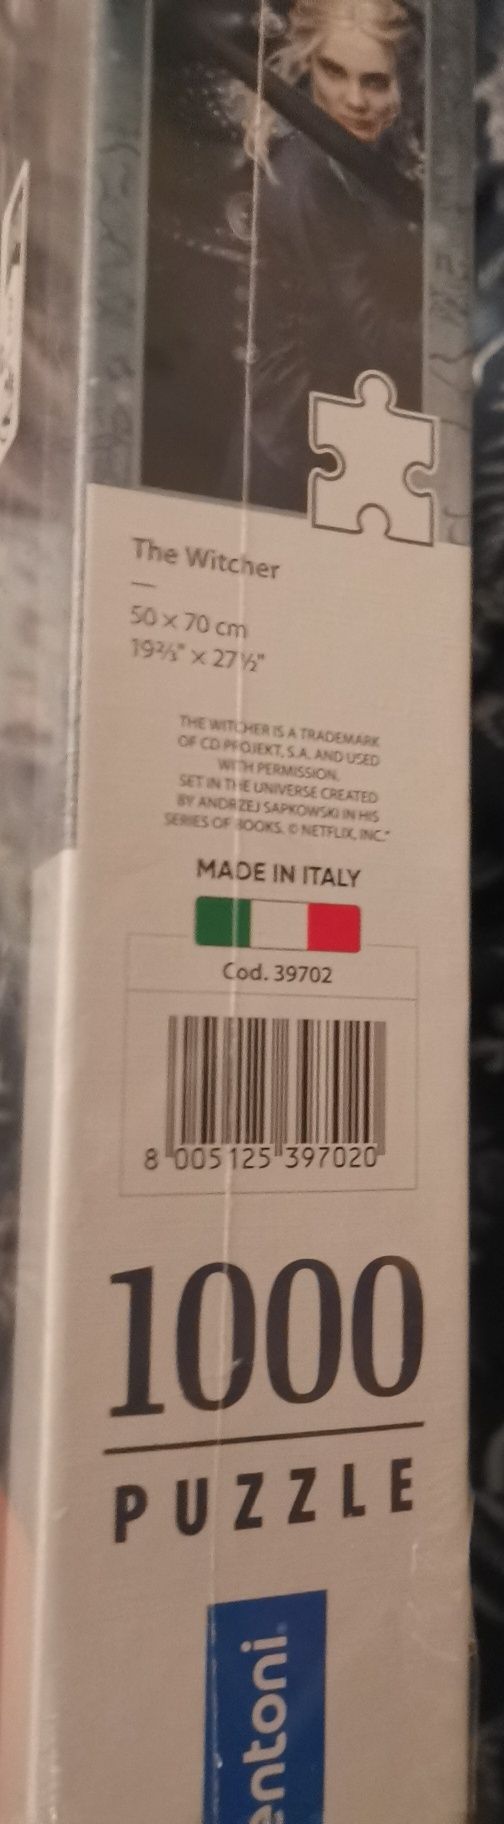 The Witcher
50 x 70 cm
19⅔" x 27½"
THE WITCHER IS A TRADEMARK
OF CD PROJEKT, S.A. AND USED
WITH PERMISSION.
SET IN THE UNIVERSE CREATED
BY ANDRZEJ SAPKOWSKI IN HIS
SERIES OF BOOKS. © NETFLIX, INC."
MADE IN ITALY
Cod. 39702
8 005125 397020
1000
PUZZLE
entoni